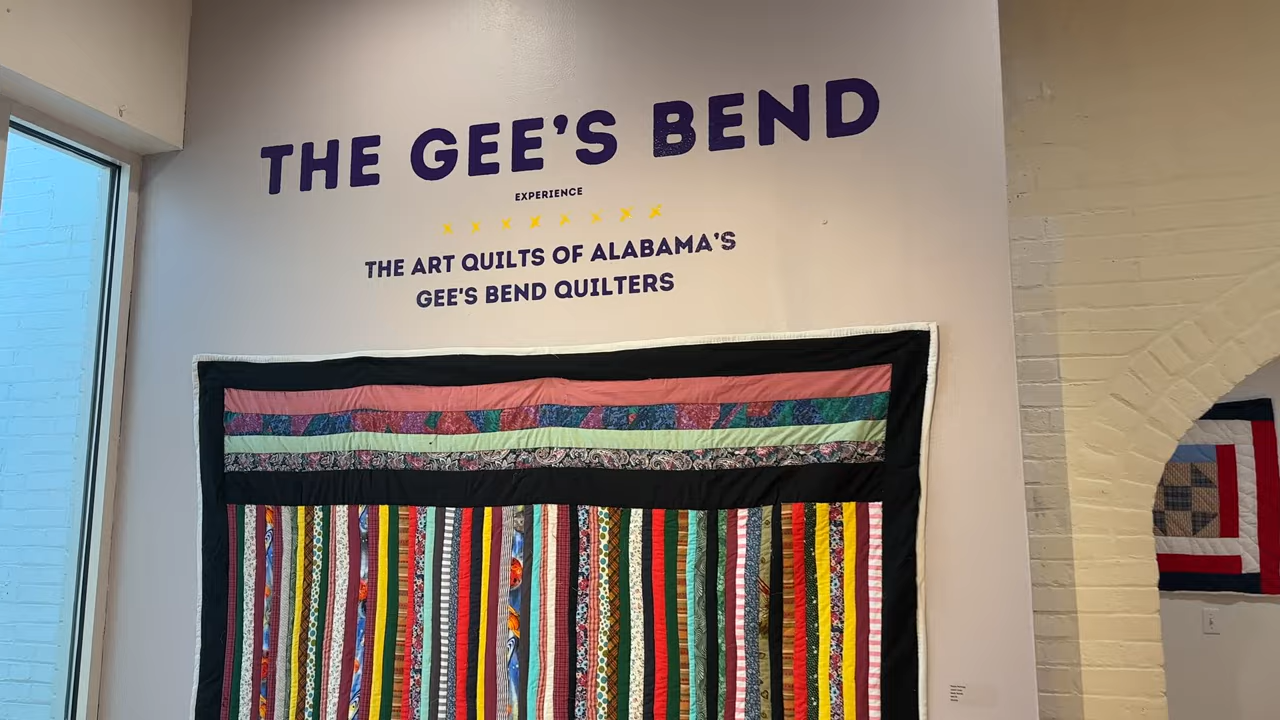 THE GEE'S BEND
EXPERIENCE
THE ART QUILTS OF ALABAMA'S
GEE'S BEND QUILTERS